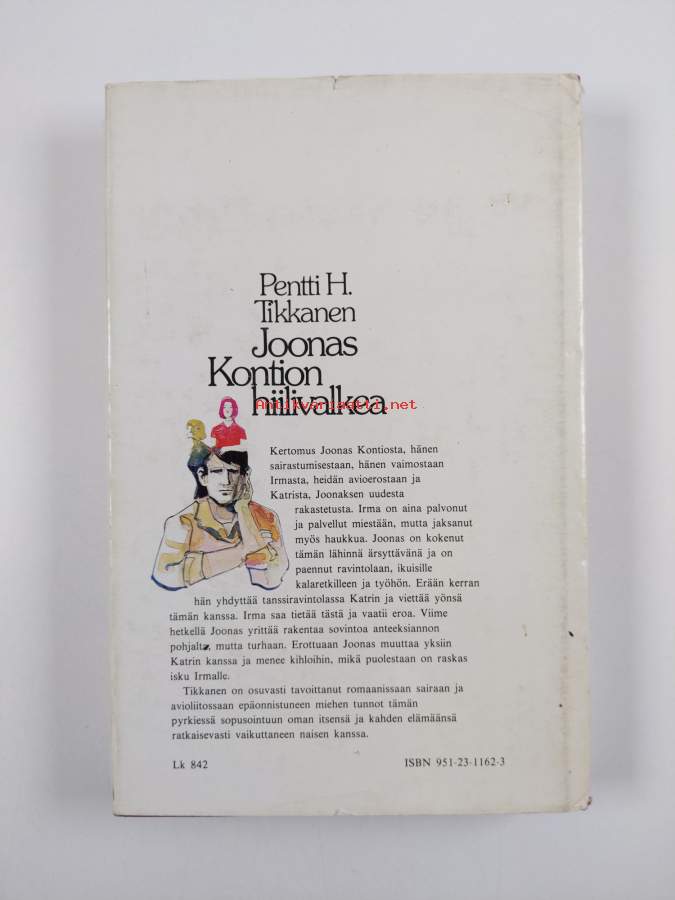 Pentti H.
Tikkanen
Joonas
Kontion
hiilivalkea
Antikvariaatti.net
Kertomus Joonas Kontiosta, hänen
sairastumisestaan, hänen vaimostaan
Irmasta, heidän avioerostaan ja
Katrista, Joonaksen uudesta
rakastetusta. Irma on aina palvonut
ja palvellut miestään, mutta jaksanut
myös haukkua. Joonas on kokenut
tämän lähinnä ärsyttävänä ja on
paennut ravintolaan, ikuisille
kalaretkilleen ja työhön. Erään kerran
hän yhdyttää tanssiravintolassa Katrin ja viettää yönsä
tämän kanssa. Irma saa tietää tästä ja vaatii eroa. Viime
hetkellä Joonas yrittää rakentaa sovintoa anteeksiannon
pohjalta, mutta turhaan. Erottuaan Joonas muuttaa yksiin
Katrin kanssa ja menee kihloihin, mikä puolestaan on raskas
isku Irmalle.
Tikkanen on osuvasti tavoittanut romaanissaan sairaan ja
avioliitossaan epäonnistuneen miehen tunnot tämän
pyrkiessä sopusointuun oman itsensä ja kahden elämäänsä
ratkaisevasti vaikuttaneen naisen kanssa.
Lk 842
ISBN 951-23-1162-3